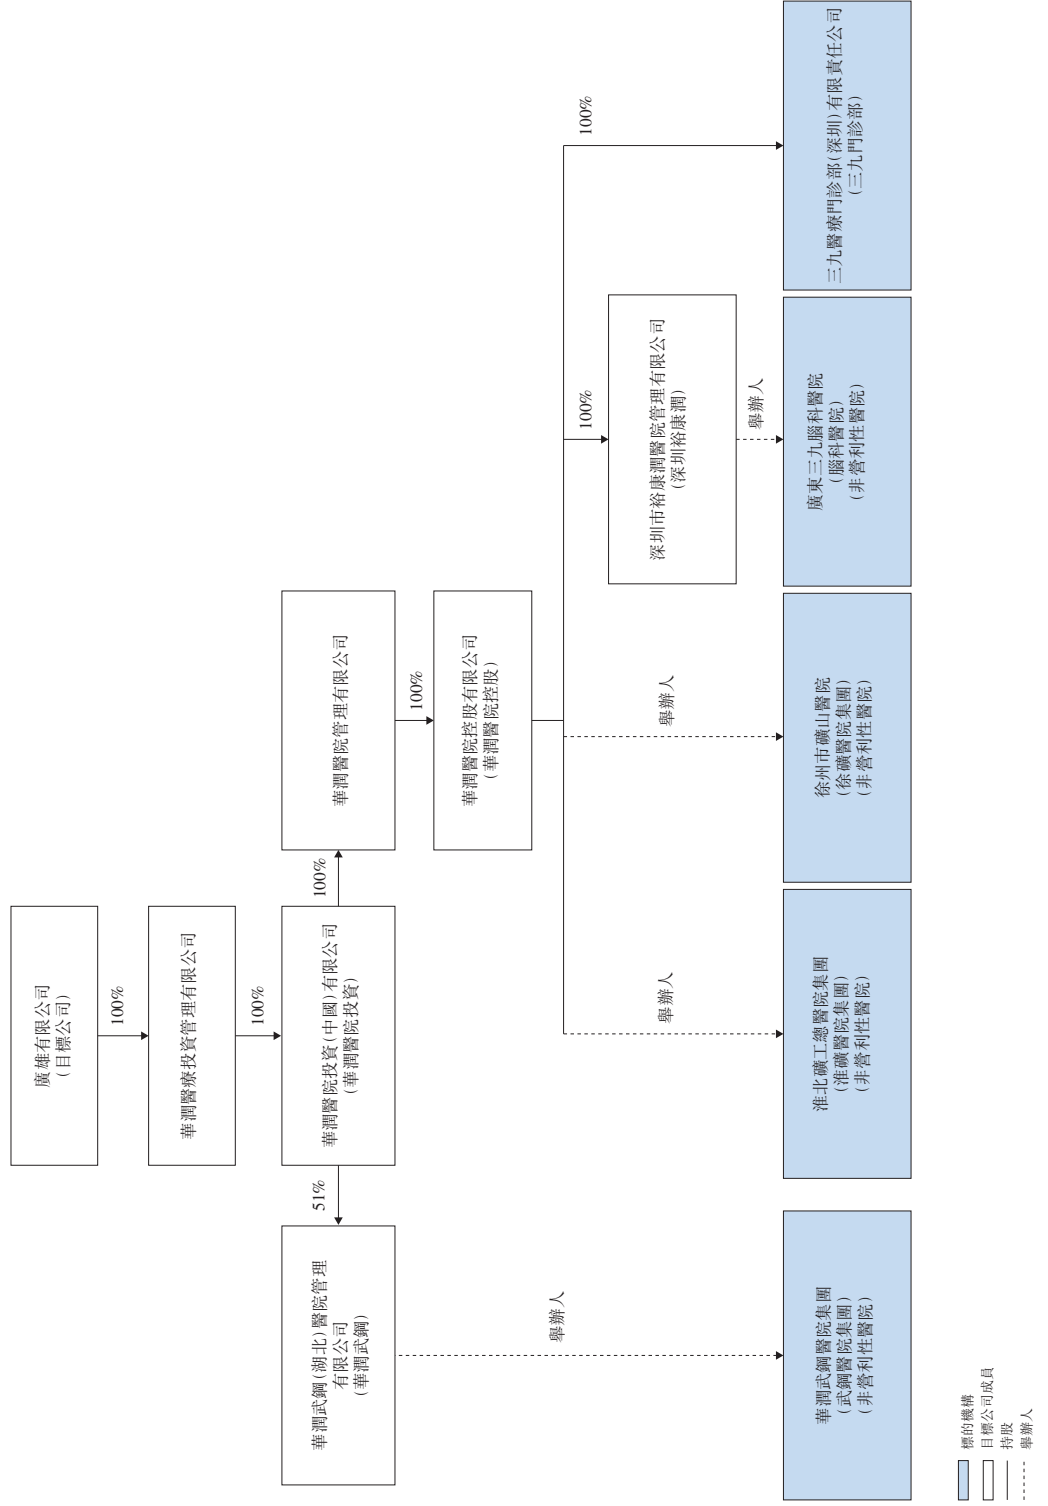 廣雄有限公司
(目標公司)
100%
華潤醫療投資管理有限公司
100%
華潤醫院投資(中國)有限公司
(華潤醫院投資)
51%
100%
華潤武鋼(湖北)醫院管理
有限公司
(華潤武鋼)
華潤醫院管理有限公司
100%
華潤醫院控股有限公司
(華潤醫院控股)
100%
100%
深圳市裕康潤醫院管理有限公司
(深圳裕康潤)
舉辦人
舉辦人
舉辦人
舉辦人
華潤武鋼醫院集團
(武鋼醫院集團)
(非營利性醫院)
淮北礦工總醫院集團
(淮礦醫院集團)
(非營利性醫院)
徐州市礦山醫院
(徐礦醫院集團)
(非營利性醫院)
廣東三九腦科醫院
(腦科醫院)
(非營利性醫院)
三九醫療門診部(深圳)有限責任公司
(三九門診部)
標的機構
目標公司成員
持股
舉辦人